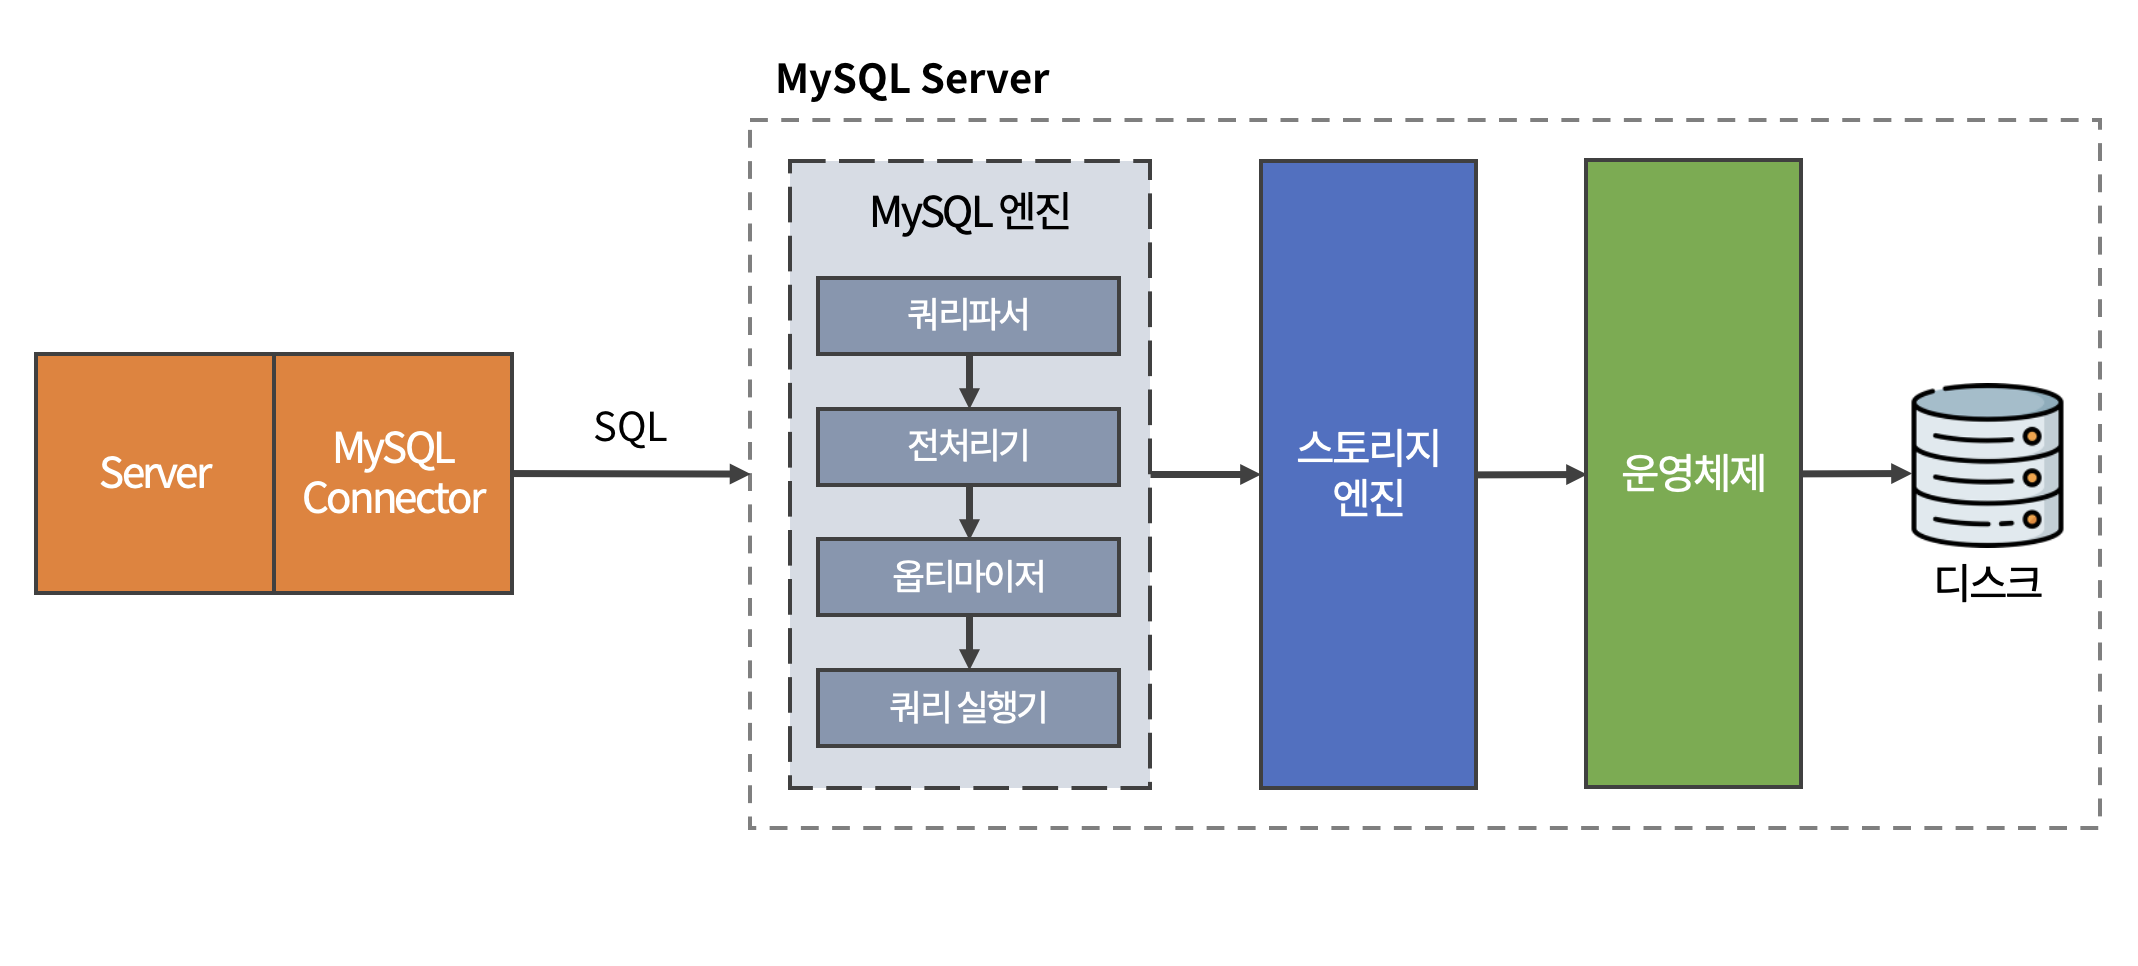 MySQL Server
Server
MySQL
Connector
SQL
MySQL 엔진
쿼리파서
전처리기
옵티마이저
쿼리 실행기
스토리지
엔진
운영체제
디스크